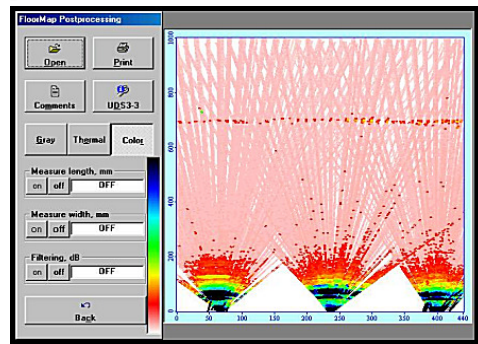 FloorMap Postprocessing
Open Print
Comments UDS3-3
Gray Thermal Color
Measure length, mm
on off OFF
Measure width, mm
on off OFF
Filtering, dB
on off OFF
Back
1000
800
600
400
200
0
0 50 100 150 200 250 300 350 400 440